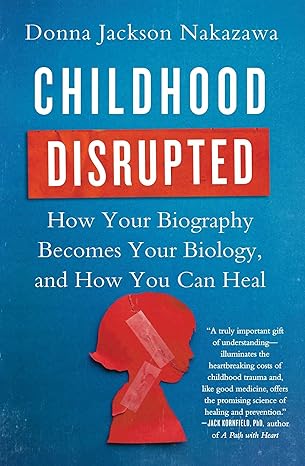 Donna Jackson Nakazawa
CHILDHOOD
DISRUPTED
How Your Biography
Becomes Your Biology,
and How You Can Heal
“A truly important gift
of understanding—
illuminates the
heartbreaking costs of
childhood trauma and,
like good medicine, offers
the promising science of
healing and prevention.”
—JACK KORNFIELD, PhD, author
of A Path with Heart